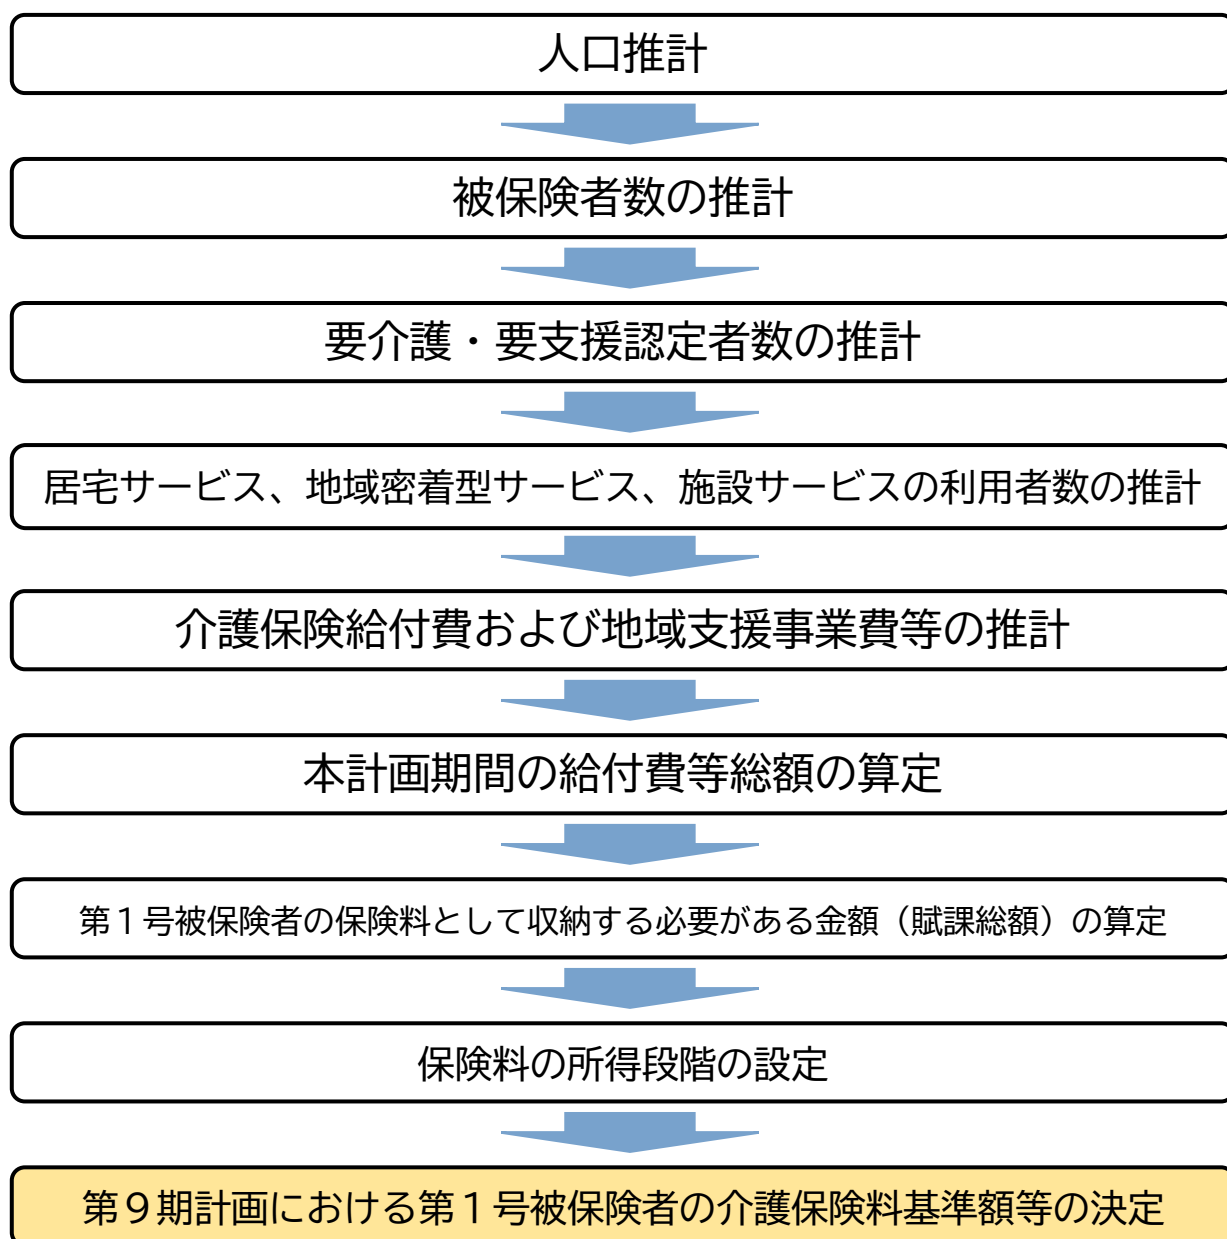 人口推計
被保険者数の推計
要介護・要支援認定者数の推計
居宅サービス、地域密着型サービス、施設サービスの利用者数の推計
介護保険給付費および地域支援事業費等の推計
本計画期間の給付費等総額の算定
第１号被保険者の保険料として収納する必要がある金額（賦課総額）の算定
保険料の所得段階の設定
第９期計画における第１号被保険者の介護保険料基準額等の決定